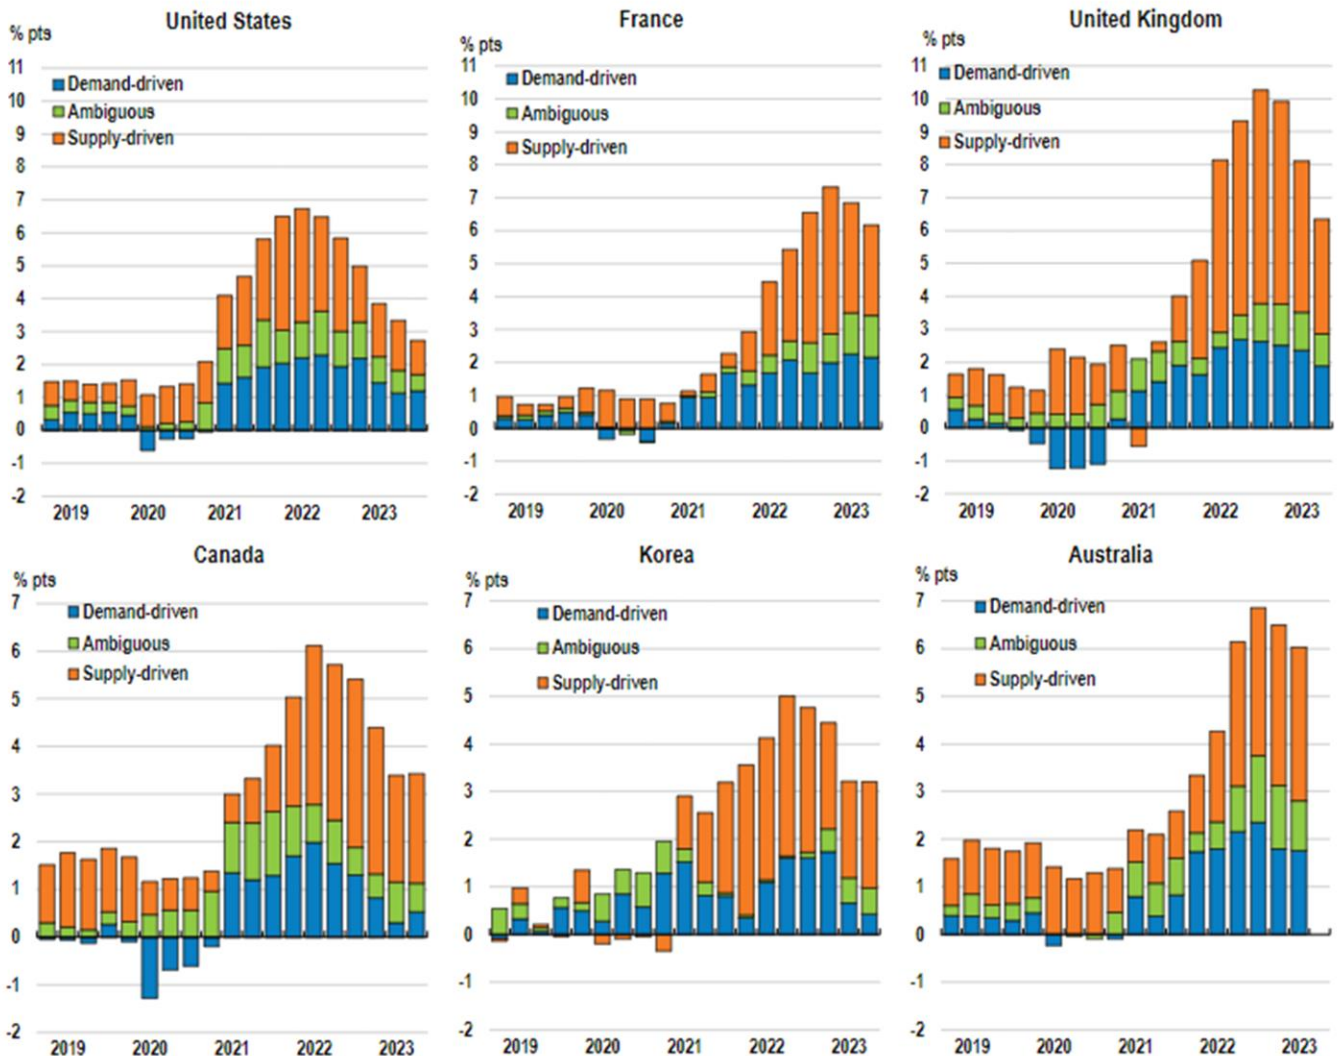 United States
% pts
11
10
9
8
7
6
5
4
3
2
1
0
-1
-2
Demand-driven
Ambiguous
Supply-driven
2019 2020 2021 2022 2023
France
% pts
11
10
9
8
7
6
5
4
3
2
1
0
-1
-2
Demand-driven
Ambiguous
Supply-driven
2019 2020 2021 2022 2023
United Kingdom
% pts
11
10
9
8
7
6
5
4
3
2
1
0
-1
-2
Demand-driven
Ambiguous
Supply-driven
2019 2020 2021 2022 2023
Canada
% pts
7
6
5
4
3
2
1
0
-1
-2
Demand-driven
Ambiguous
Supply-driven
2019 2020 2021 2022 2023
Korea
% pts
7
6
5
4
3
2
1
0
-1
-2
Demand-driven
Ambiguous
Supply-driven
2019 2020 2021 2022 2023
Australia
% pts
7
6
5
4
3
2
1
0
-1
-2
Demand-driven
Ambiguous
Supply-driven
2019 2020 2021 2022 2023